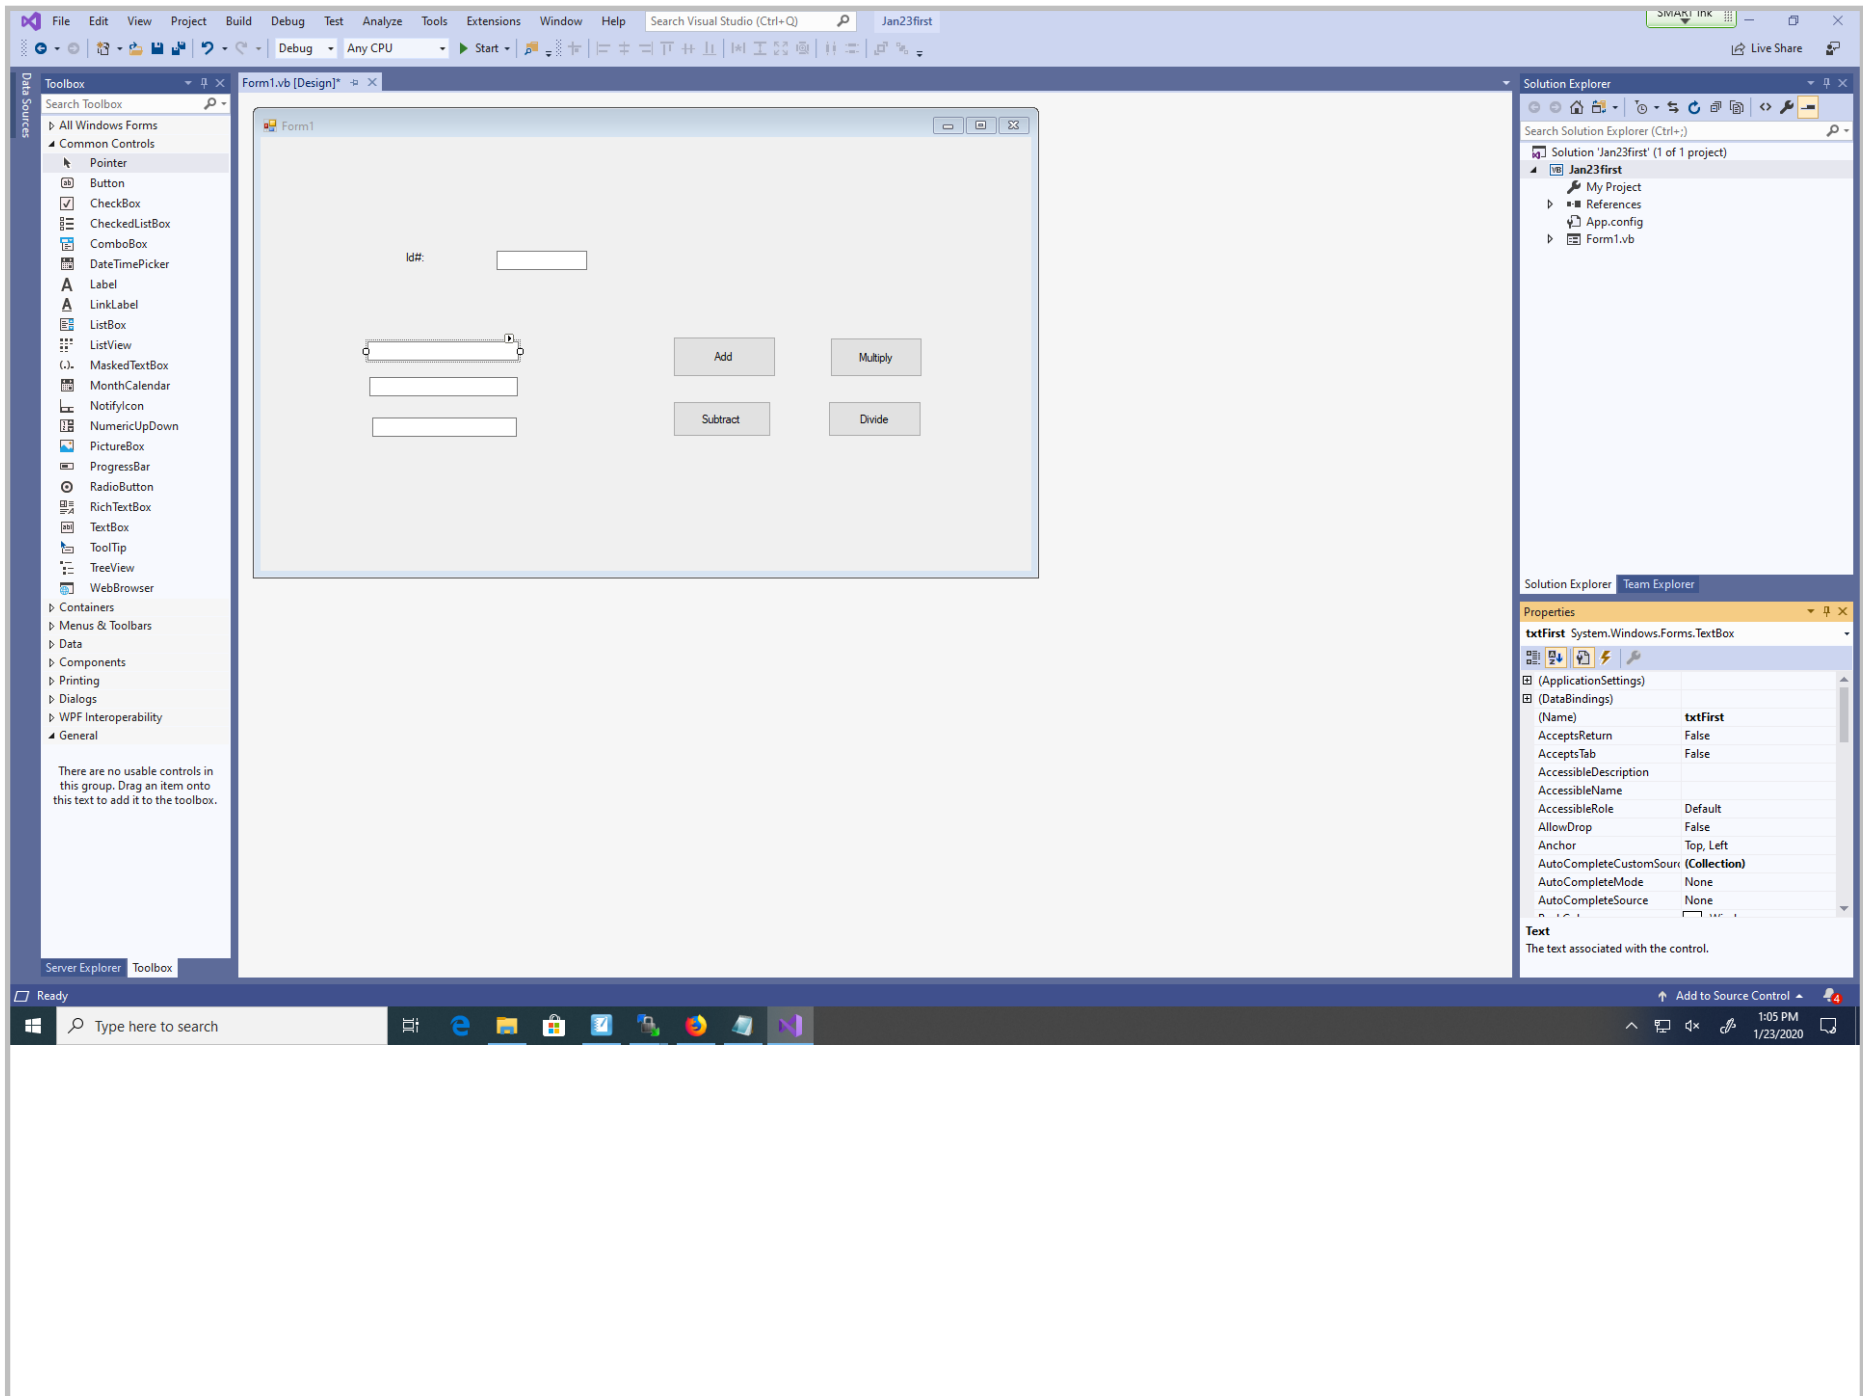 File Edit View Project Build Debug Test Analyze Tools Extensions Window Help Search Visual Studio (Ctrl+Q) Jan23first
SMART Ink
Debug Any CPU Start Live Share
Data Sources
Toolbox
Search Toolbox
All Windows Forms
Common Controls
Pointer
Button
CheckBox
CheckedListBox
ComboBox
DateTimePicker
Label
LinkLabel
ListBox
ListView
MaskedTextBox
MonthCalendar
NotifyIcon
NumericUpDown
PictureBox
ProgressBar
RadioButton
RichTextBox
TextBox
ToolTip
TreeView
WebBrowser
Containers
Menus & Toolbars
Data
Components
Printing
Dialogs
WPF Interoperability
General
There are no usable controls in
this group. Drag an item onto
this text to add it to the toolbox.
Server Explorer Toolbox
Form1.vb [Design]*
Form1
Id#:
Add Multiply
Subtract Divide
Solution Explorer
Search Solution Explorer (Ctrl+;)
Solution 'Jan23first' (1 of 1 project)
Jan23first
My Project
References
App.config
Form1.vb
Solution Explorer Team Explorer
Properties
txtFirst System.Windows.Forms.TextBox
(ApplicationSettings)
(DataBindings)
(Name) txtFirst
AcceptsReturn False
AcceptsTab False
AccessibleDescription
AccessibleName
AccessibleRole Default
AllowDrop False
Anchor Top, Left
AutoCompleteCustomSourc (Collection)
AutoCompleteMode None
AutoCompleteSource None
Text
The text associated with the control.
Ready
Add to Source Control 4
Type here to search
1:05 PM
1/23/2020